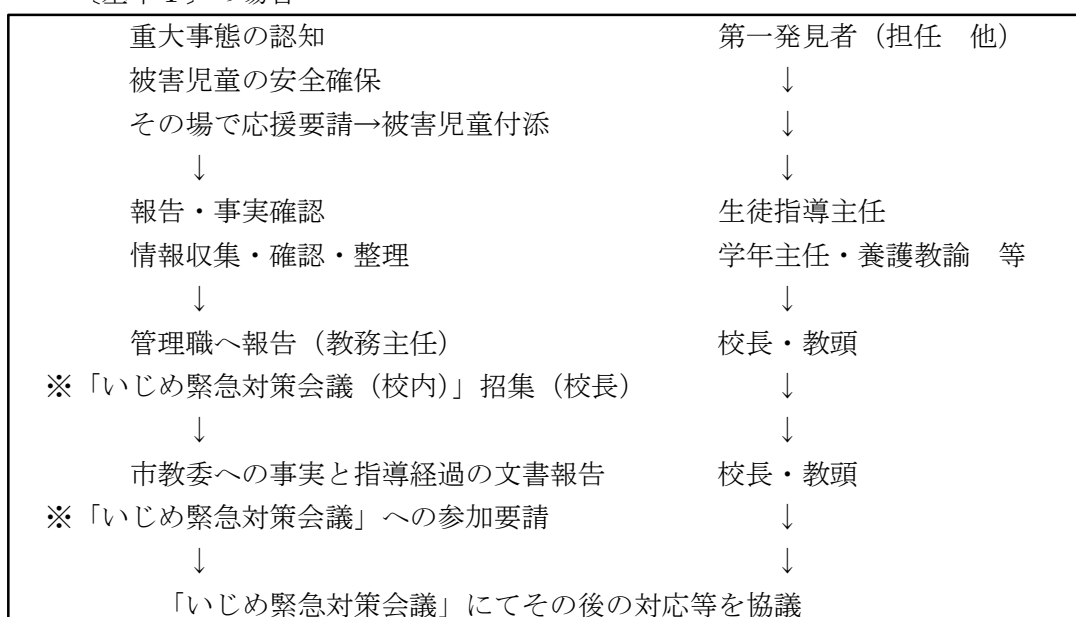 重大事態の認知 第一発見者（担任 他）
被害児童の安全確保 ↓
その場で応援要請→被害児童付添 ↓
↓ ↓
報告・事実確認 生徒指導主任
情報収集・確認・整理 学年主任・養護教諭 等
↓ ↓
管理職へ報告（教務主任） 校長・教頭
※「いじめ緊急対策会議（校内）」招集（校長） ↓
↓ ↓
市教委への事実と指導経過の文書報告 校長・教頭
※「いじめ緊急対策会議」への参加要請 ↓
↓ ↓
「いじめ緊急対策会議」にてその後の対応等を協議